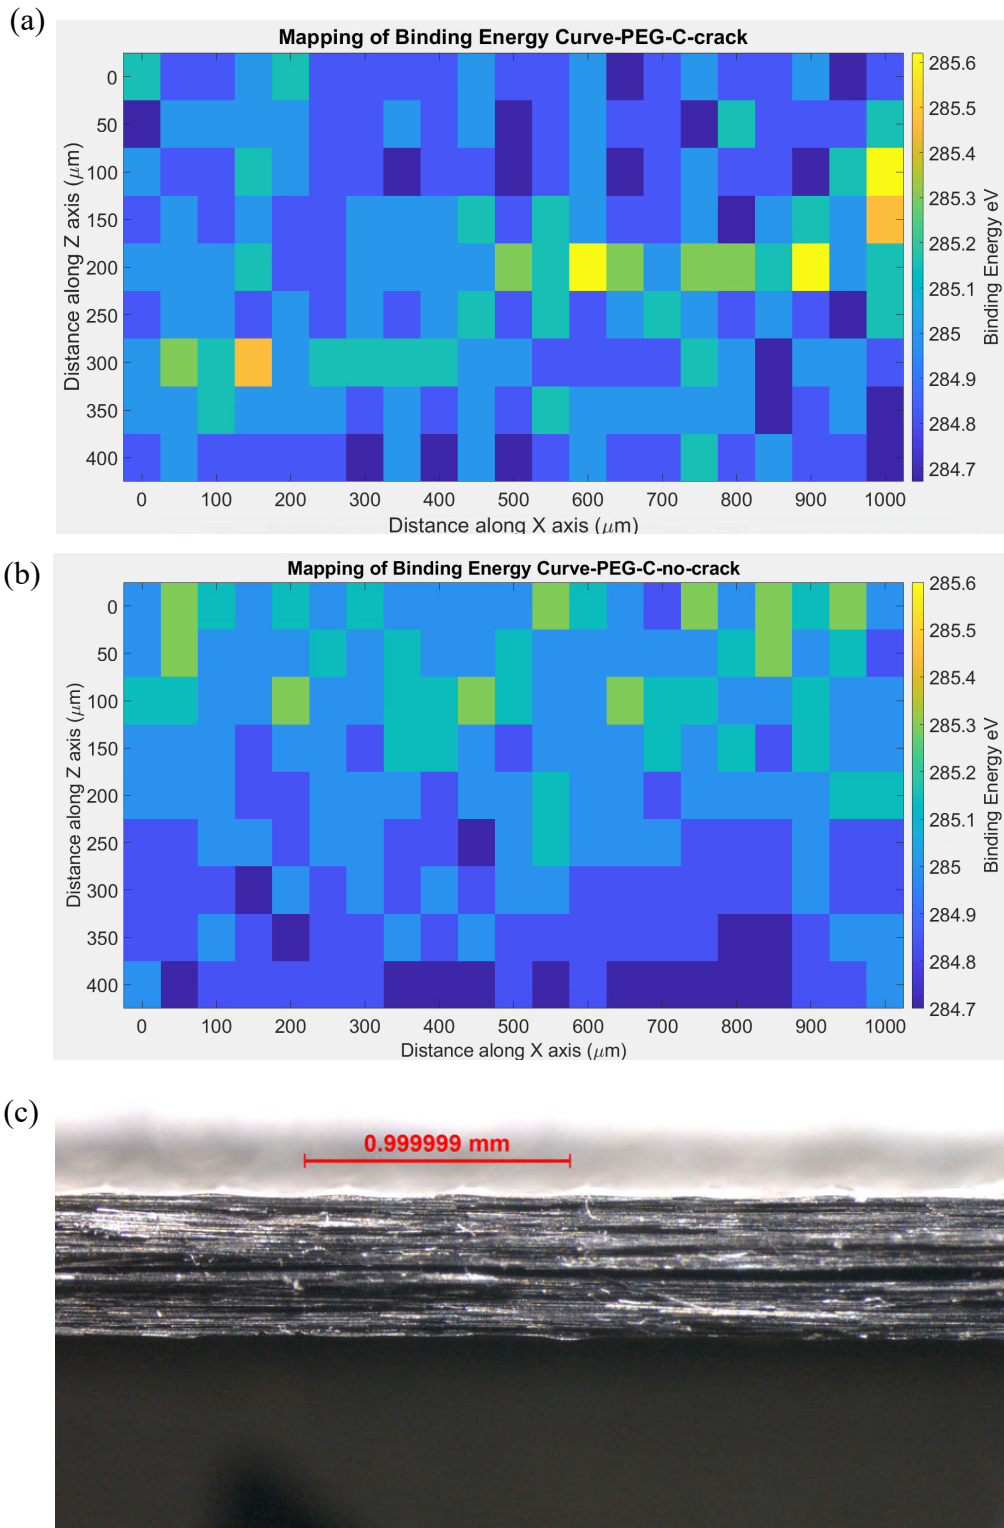 (a)
Mapping of Binding Energy Curve-PEG-C-crack
0
50
100
150
200
250
300
350
400
Distance along Z axis (μm)
0 100 200 300 400 500 600 700 800 900 1000
Distance along X axis (μm)
285.6
285.5
285.4
285.3
285.2
285.1
285
284.9
284.8
284.7
Binding Energy eV
(b)
Mapping of Binding Energy Curve-PEG-C-no-crack
0
50
100
150
200
250
300
350
400
Distance along Z axis (μm)
0 100 200 300 400 500 600 700 800 900 1000
Distance along X axis (μm)
285.6
285.5
285.4
285.3
285.2
285.1
285
284.9
284.8
284.7
Binding Energy eV
(c)
0.999999 mm